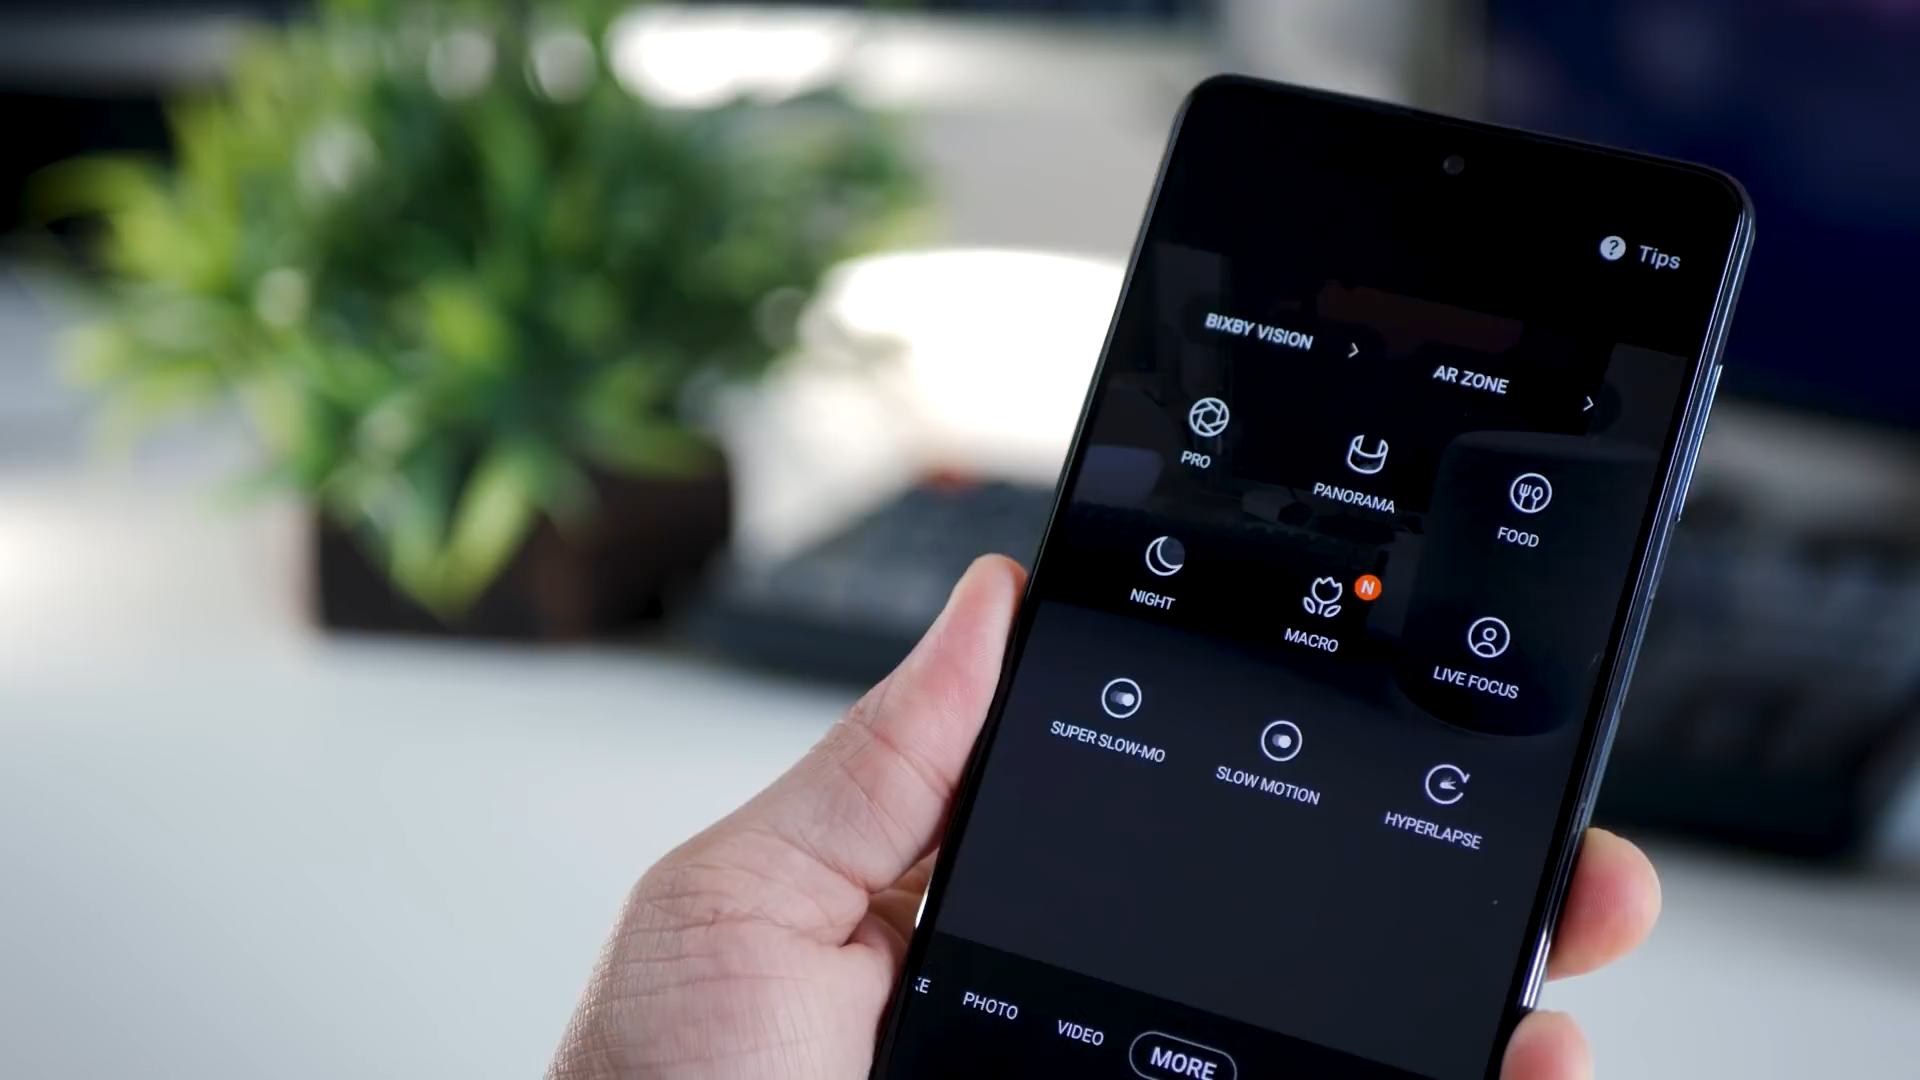 Tips
BIXBY VISION
AR ZONE
PRO
PANORAMA
FOOD
NIGHT
MACRO
N
LIVE FOCUS
SUPER SLOW-MO
SLOW MOTION
HYPERLAPSE
PHOTO
VIDEO
MORE